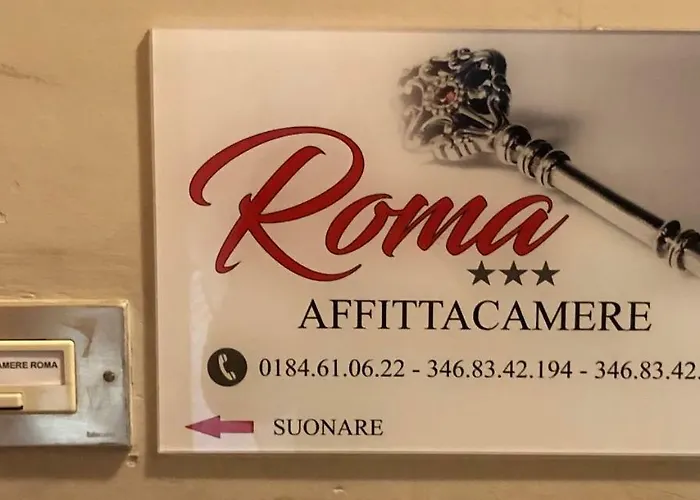 Roma
★★★
AFFITTACAMERE
0184.61.06.22 - 346.83.42.194 - 346.83.42.
SUONARE
AMERE ROMA